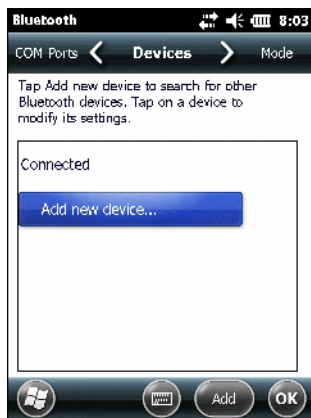 Bluetooth 8:03
COM Ports Devices Mode
Tap Add new device to search for other
Bluetooth devices. Tap on a device to
modify its settings.
Connected
Add new device...
Add OK